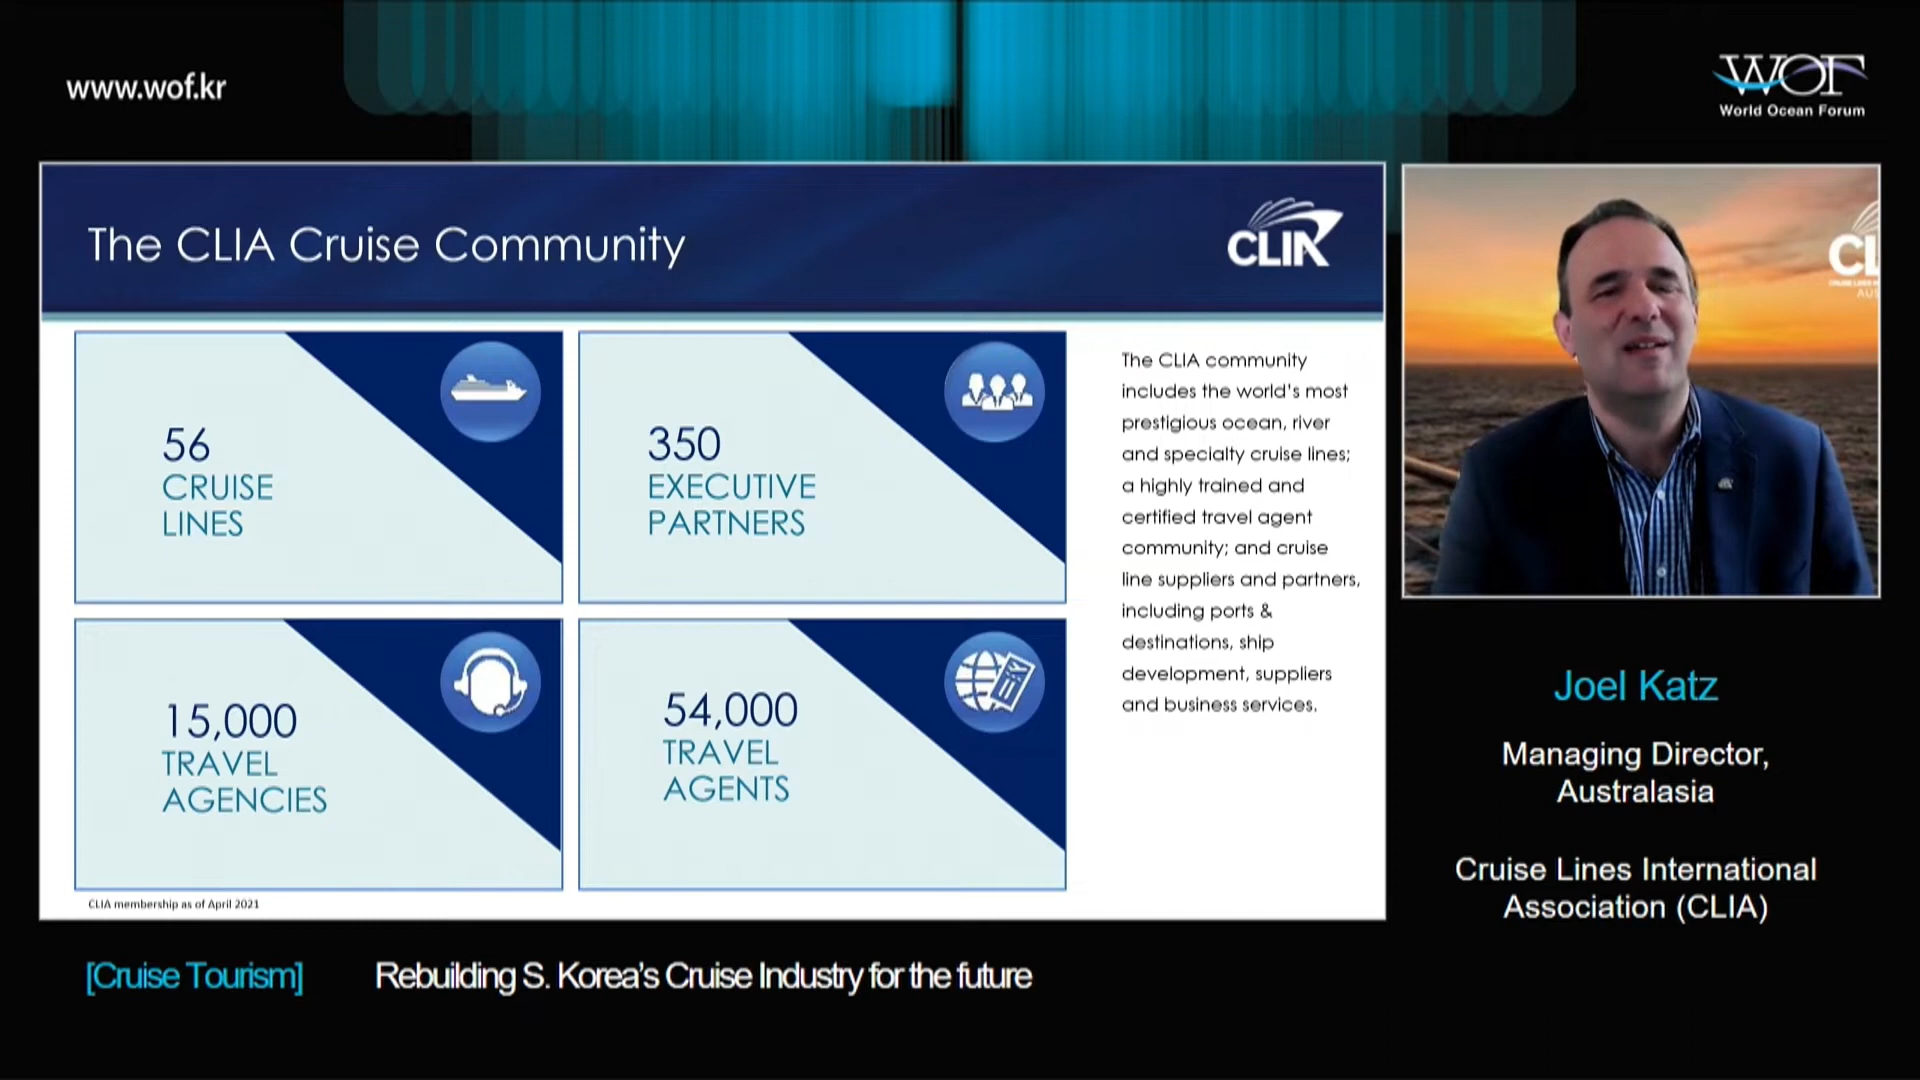 www.wof.kr
WOF
World Ocean Forum
The CLIA Cruise Community
CLIA
56
CRUISE
LINES
350
EXECUTIVE
PARTNERS
15,000
TRAVEL
AGENCIES
54,000
TRAVEL
AGENTS
The CLIA community
includes the world's most
prestigious ocean, river
and specialty cruise lines;
a highly trained and
certified travel agent
community; and cruise
line suppliers and partners,
including ports &
destinations, ship
development, suppliers
and business services.
CLIA membership as of April 2021
CL
AUS
Joel Katz
Managing Director,
Australasia
Cruise Lines International
Association (CLIA)
[Cruise Tourism]
Rebuilding S. Korea's Cruise Industry for the future